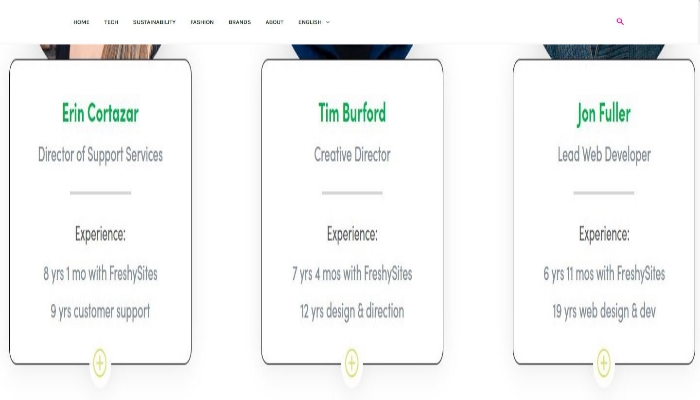 HOME TECH SUSTAINABILITY FASHION BRANDS ABOUT ENGLISH
Erin Cortazar
Director of Support Services
Experience:
8 yrs 1 mo with FreshySites
9 yrs customer support
Tim Burford
Creative Director
Experience:
7 yrs 4 mos with FreshySites
12 yrs design & direction
Jon Fuller
Lead Web Developer
Experience:
6 yrs 11 mos with FreshySites
19 yrs web design & dev